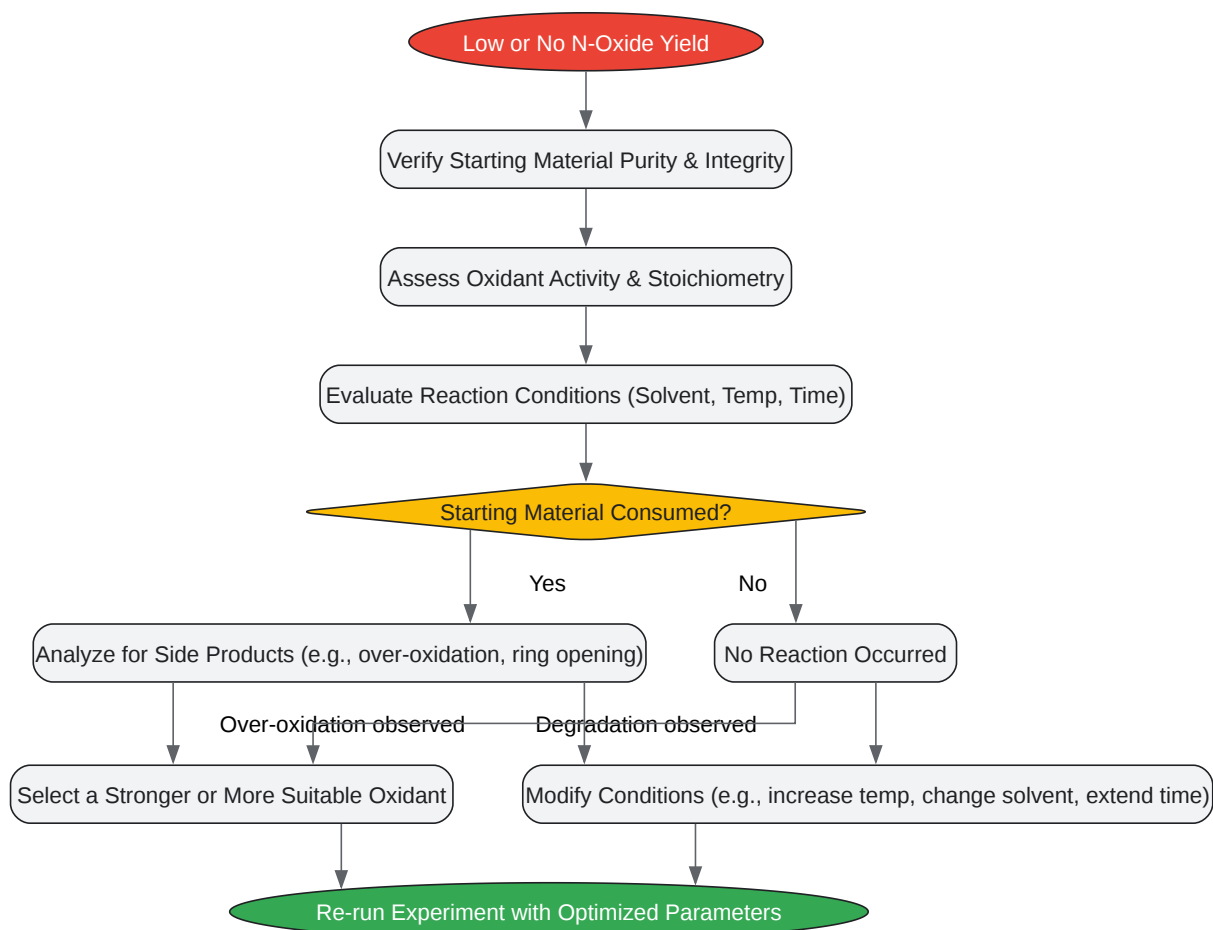 Low or No N-Oxide Yield
Verify Starting Material Purity & Integrity
Assess Oxidant Activity & Stoichiometry
Evaluate Reaction Conditions (Solvent, Temp, Time)
Starting Material Consumed?
Yes
No
Analyze for Side Products (e.g., over-oxidation, ring opening)
No Reaction Occurred
Over-oxidation observed
Degradation observed
Select a Stronger or More Suitable Oxidant
Modify Conditions (e.g., increase temp, change solvent, extend time)
Re-run Experiment with Optimized Parameters